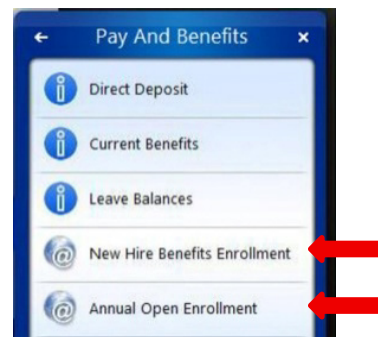 Pay And Benefits
Direct Deposit
Current Benefits
Leave Balances
New Hire Benefits Enrollment
Annual Open Enrollment